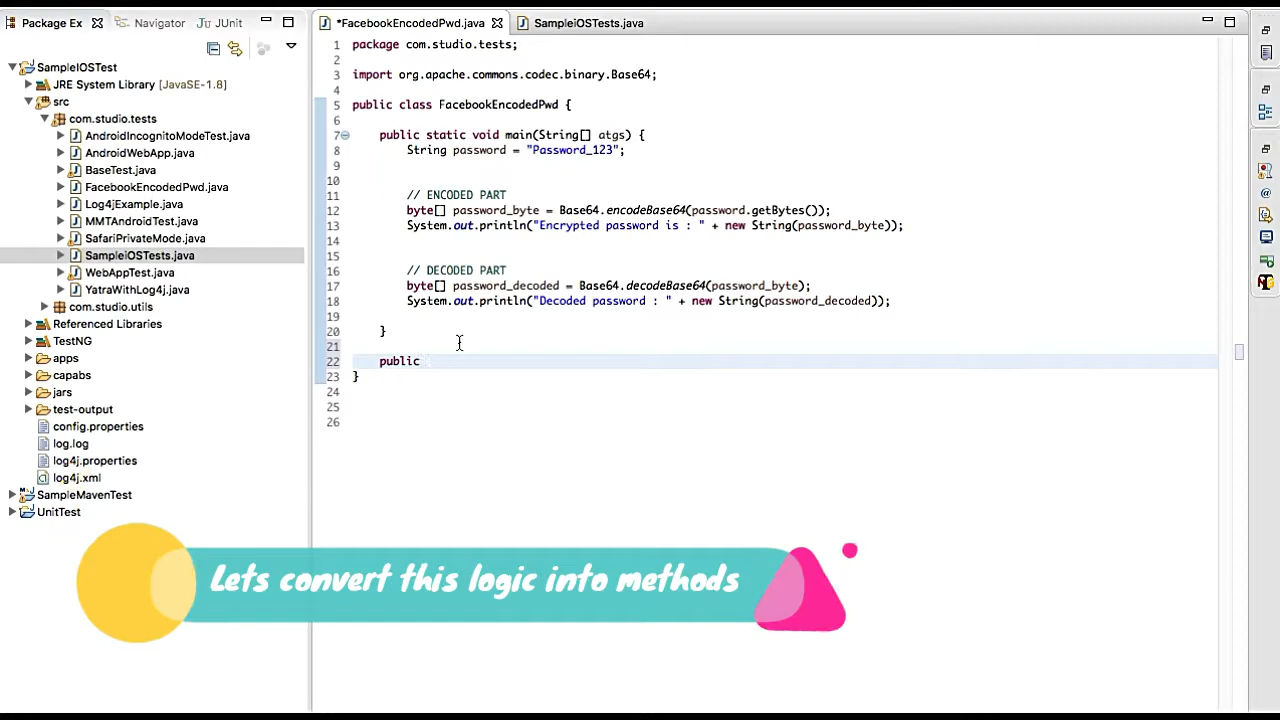 Package Ex
Navigator
JUnit
SampleIOSTest
JRE System Library [JavaSE-1.8]
src
com.studio.tests
AndroidIncognitoModeTest.java
AndroidWebApp.java
BaseTest.java
FacebookEncodedPwd.java
Log4jExample.java
MMTAndroidTest.java
SafariPrivateMode.java
SampleiOSTests.java
WebAppTest.java
YatraWithLog4j.java
com.studio.utils
Referenced Libraries
TestNG
apps
capabs
jars
test-output
config.properties
log.log
log4j.properties
log4j.xml
SampleMavenTest
UnitTest
*FacebookEncodedPwd.java
SampleiOSTests.java
1 package com.studio.tests;
2
3 import org.apache.commons.codec.binary.Base64;
4
5 public class FacebookEncodedPwd {
6
7 public static void main(String[] atgs) {
8 String password = "Password_123";
9
10
11 // ENCODED PART
12 byte[] password_byte = Base64.encodeBase64(password.getBytes());
13 System.out.println("Encrypted password is : " + new String(password_byte));
14
15
16 // DECODED PART
17 byte[] password_decoded = Base64.decodeBase64(password_byte);
18 System.out.println("Decoded password : " + new String(password_decoded));
19
20 }
21
22 public
23 }
24
25
26
Lets convert this logic into methods